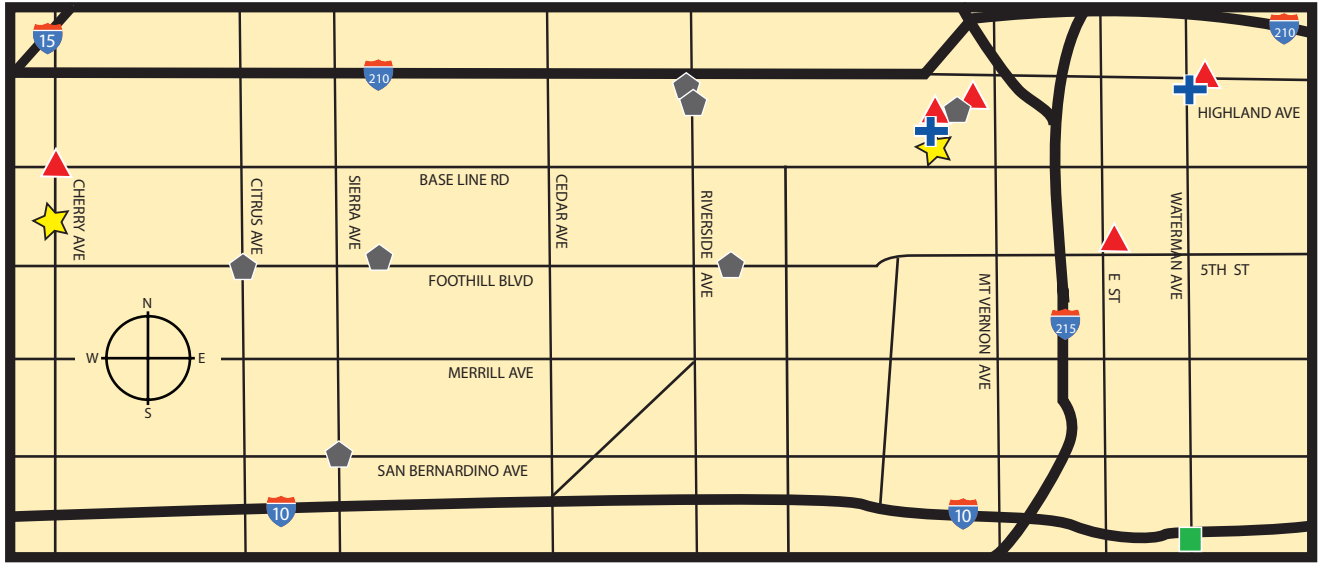 15
210
210
HIGHLAND AVE
BASE LINE RD
CHERRY AVE
CITRUS AVE
SIERRA AVE
CEDAR AVE
RIVERSIDE AVE
WATERMAN AVE
FOOTHILL BLVD
5TH ST
MT VERNON AVE
E ST
N
W
E
S
215
MERRILL AVE
SAN BERNARDINO AVE
10
10